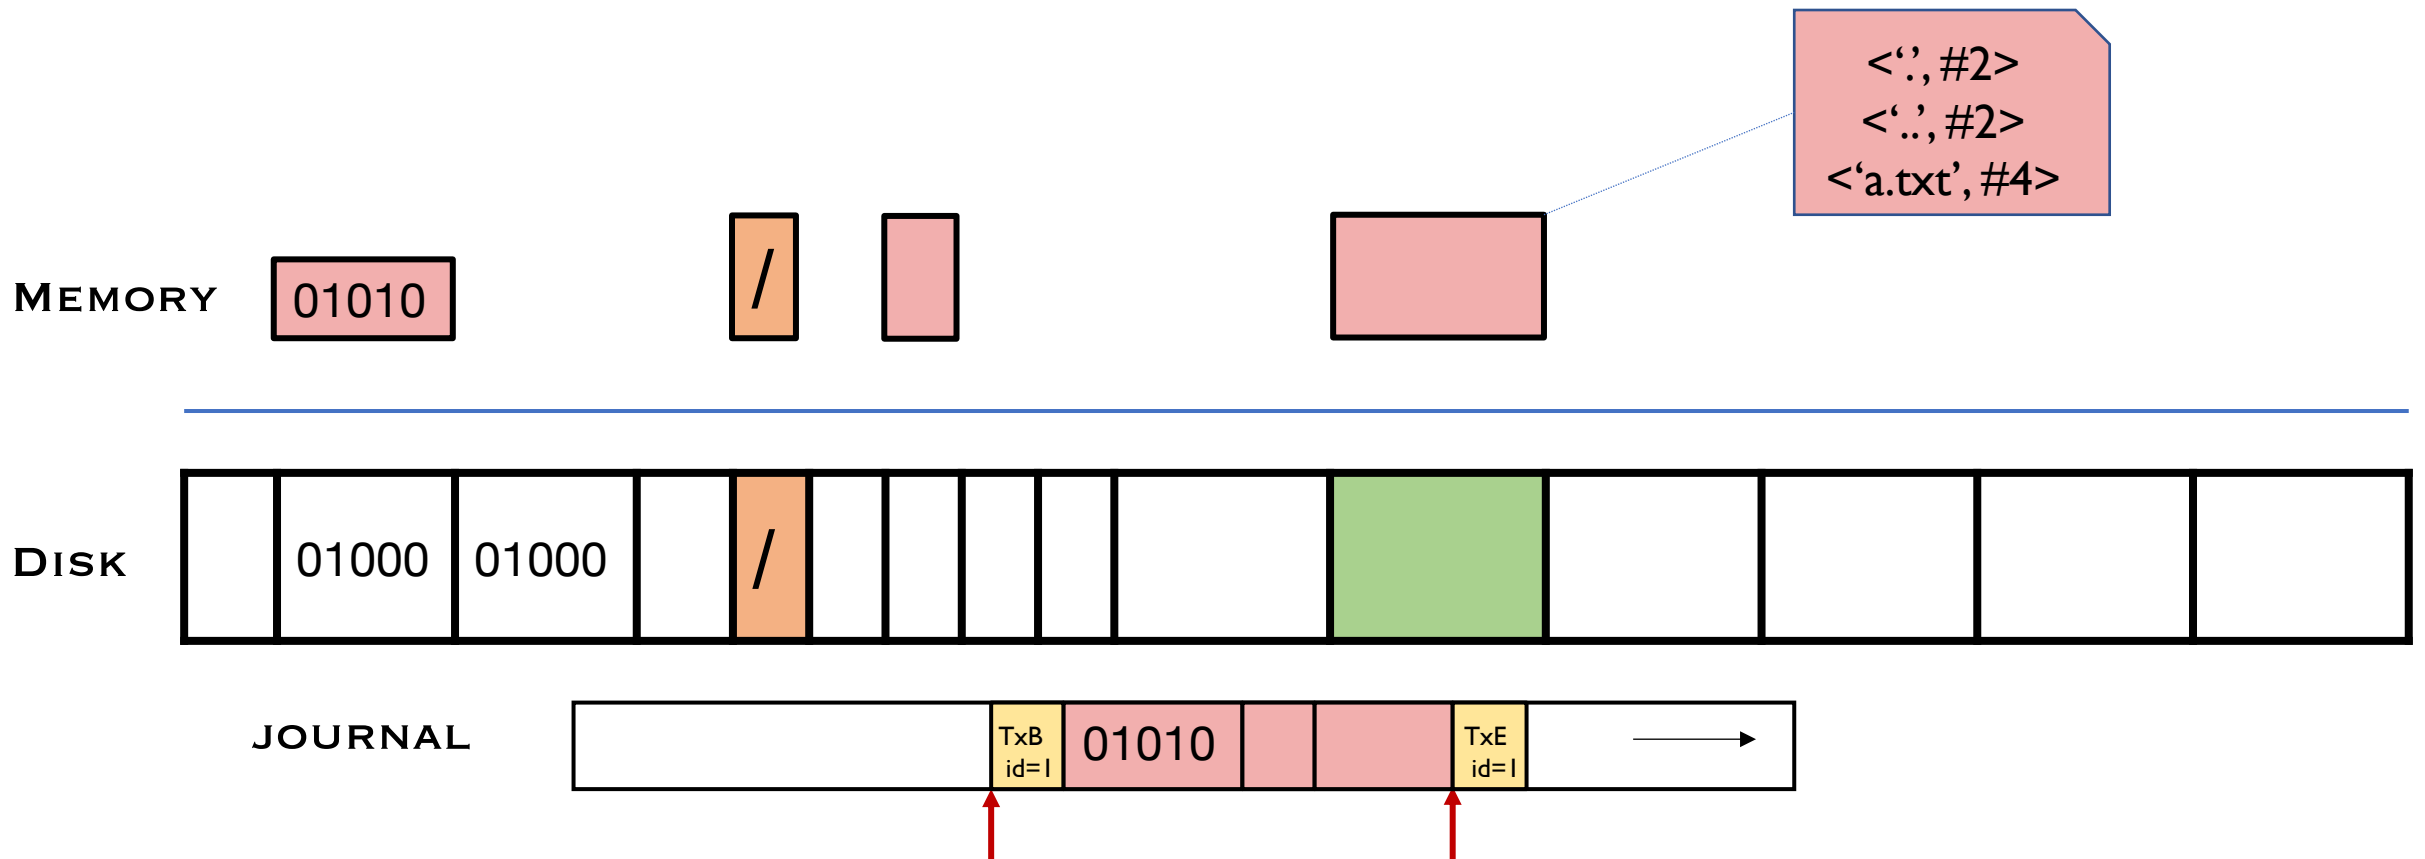 <‘.’, #2>
<‘..’, #2>
<‘a.txt’, #4>
MEMORY
01010
/
DISK
01000
01000
/
JOURNAL
TxB
id=1
01010
TxE
id=1